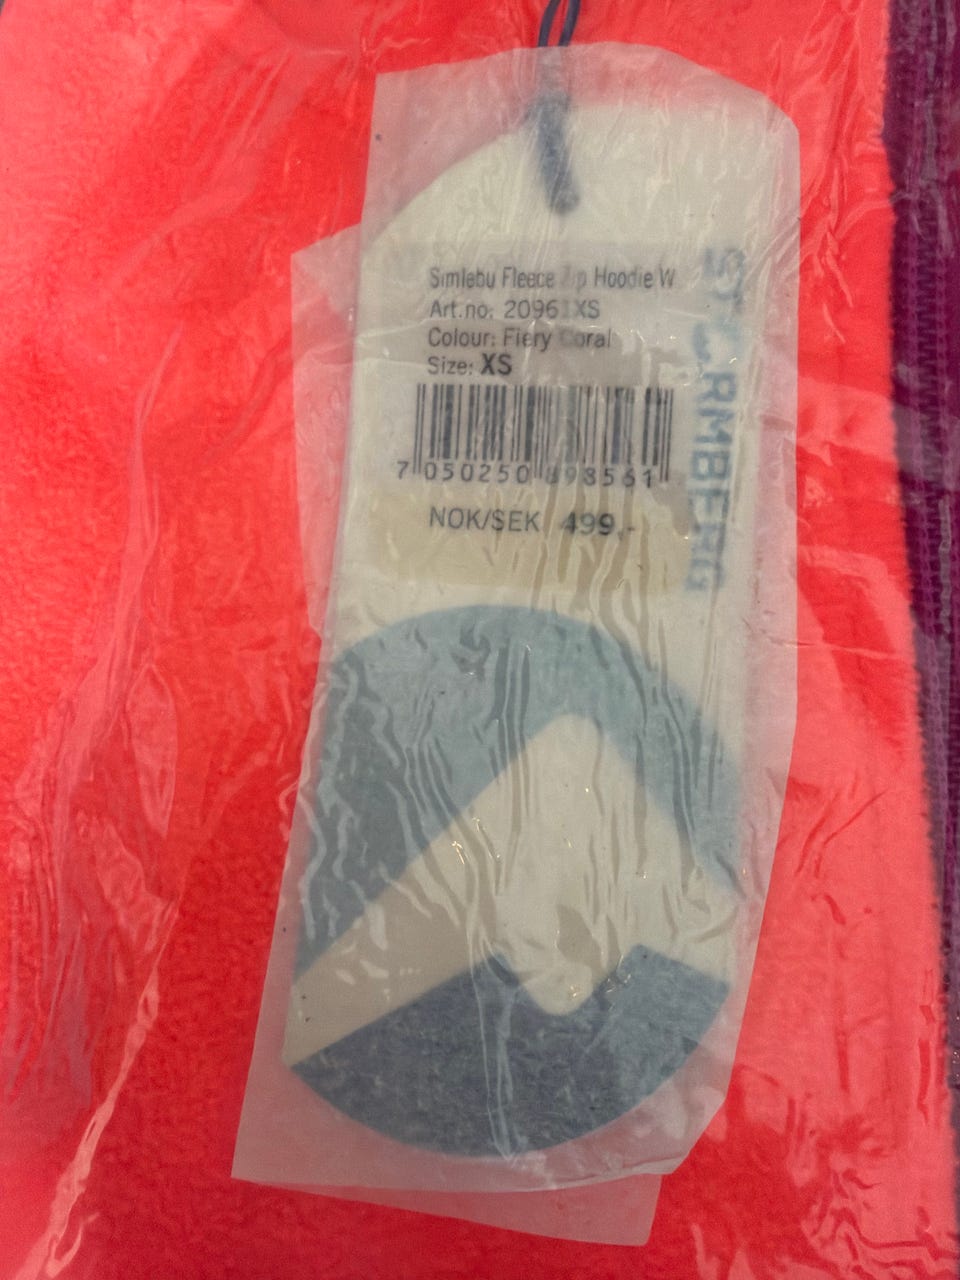 Simlebu Fleece Zip Hoodie W
Art.no: 20961XS
Colour: Fiery Coral
Size: XS
7 050250 898561
NOK/SEK 499,-
STORMBERG